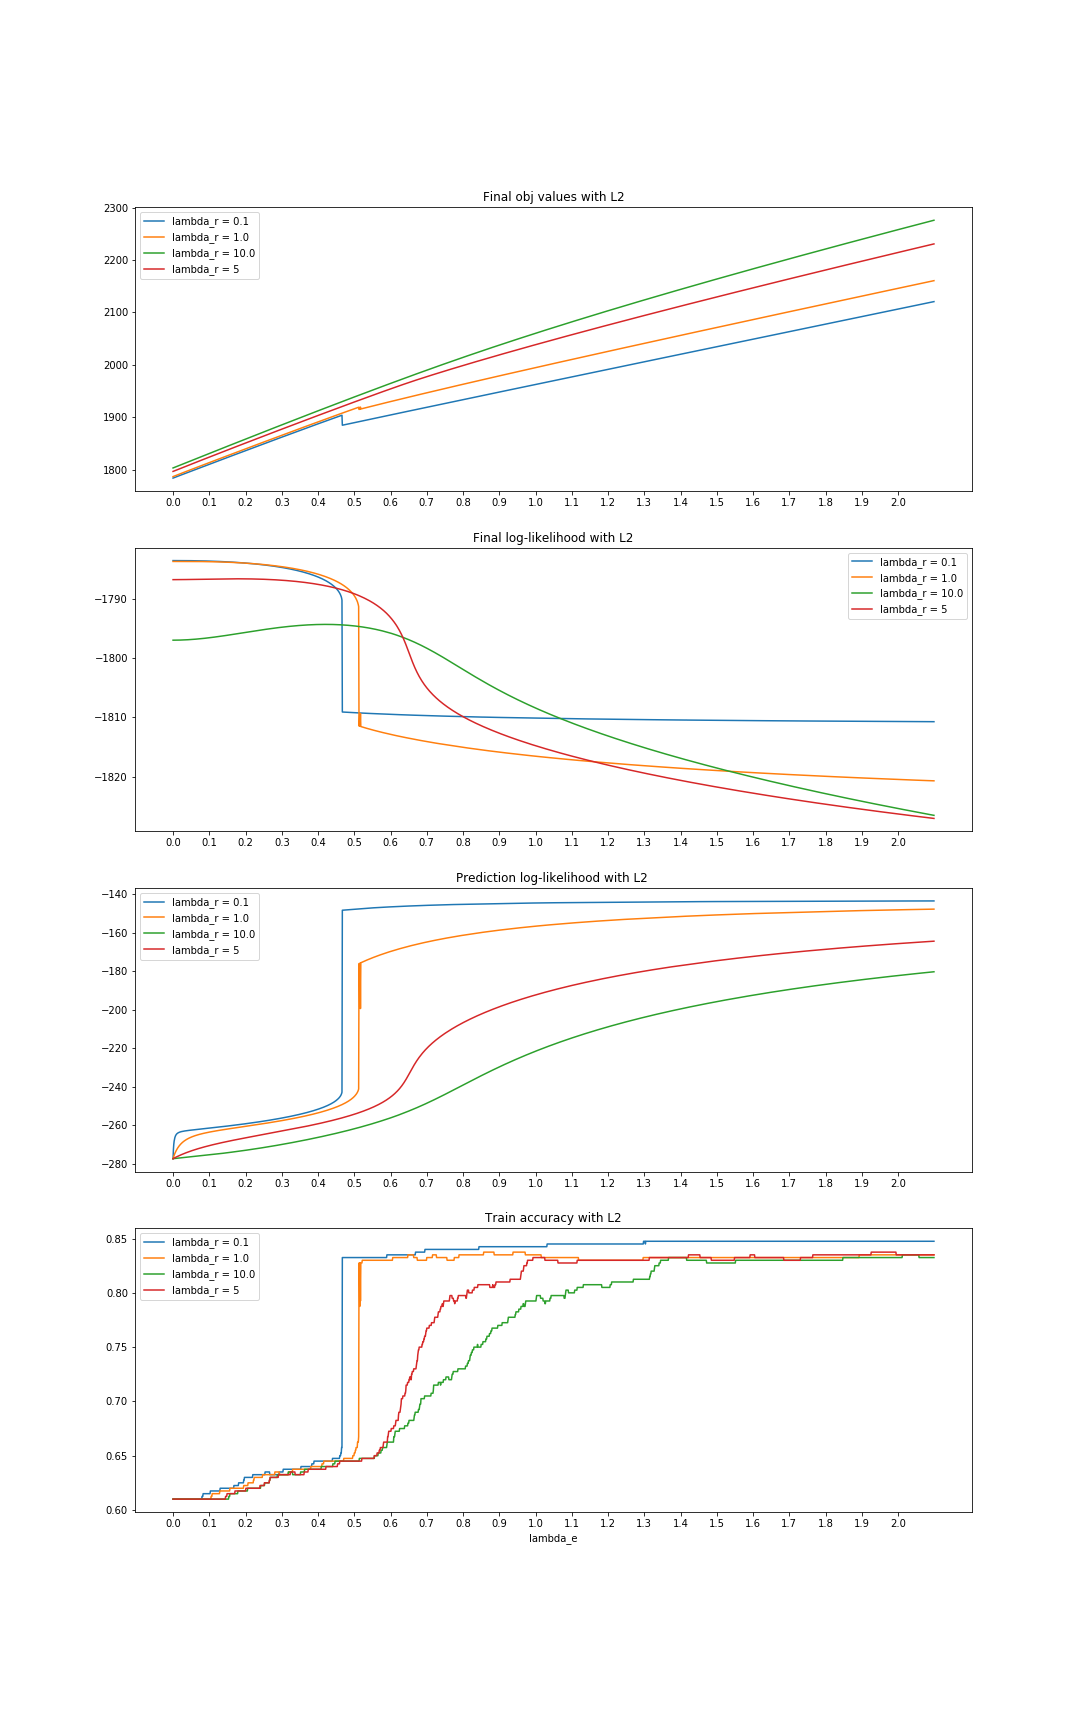 Final obj values with L2
2300
2200
2100
2000
1900
1800
lambda_r = 0.1
lambda_r = 1.0
lambda_r = 10.0
lambda_r = 5
0.0 0.1 0.2 0.3 0.4 0.5 0.6 0.7 0.8 0.9 1.0 1.1 1.2 1.3 1.4 1.5 1.6 1.7 1.8 1.9 2.0
Final log-likelihood with L2
−1790
−1800
−1810
−1820
lambda_r = 0.1
lambda_r = 1.0
lambda_r = 10.0
lambda_r = 5
0.0 0.1 0.2 0.3 0.4 0.5 0.6 0.7 0.8 0.9 1.0 1.1 1.2 1.3 1.4 1.5 1.6 1.7 1.8 1.9 2.0
Prediction log-likelihood with L2
−140
−160
−180
−200
−220
−240
−260
−280
lambda_r = 0.1
lambda_r = 1.0
lambda_r = 10.0
lambda_r = 5
0.0 0.1 0.2 0.3 0.4 0.5 0.6 0.7 0.8 0.9 1.0 1.1 1.2 1.3 1.4 1.5 1.6 1.7 1.8 1.9 2.0
Train accuracy with L2
0.85
0.80
0.75
0.70
0.65
0.60
lambda_r = 0.1
lambda_r = 1.0
lambda_r = 10.0
lambda_r = 5
0.0 0.1 0.2 0.3 0.4 0.5 0.6 0.7 0.8 0.9 1.0 1.1 1.2 1.3 1.4 1.5 1.6 1.7 1.8 1.9 2.0
lambda_e